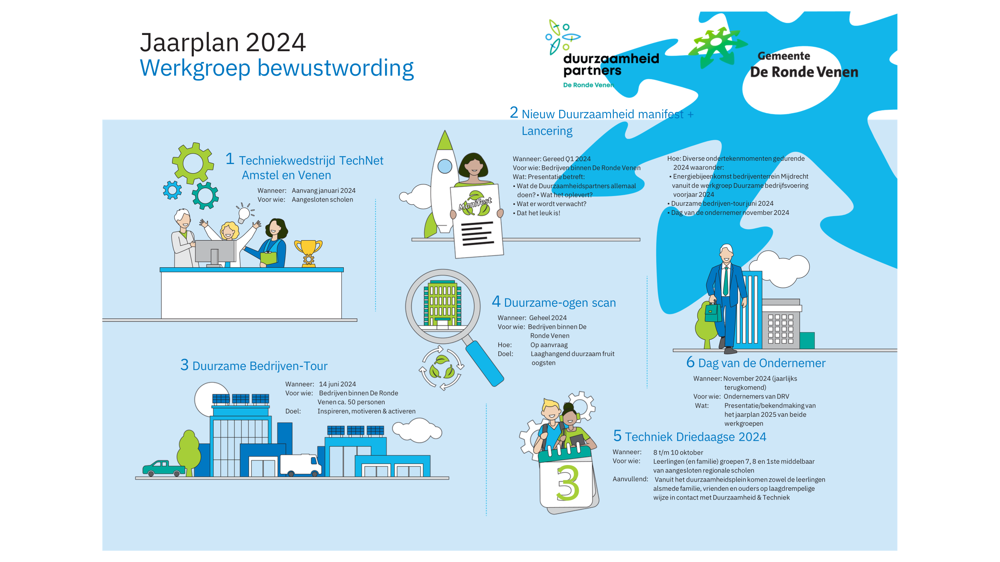 Jaarplan 2024
Werkgroep bewustwording
duurzaamheid
partners
De Ronde Venen
Gemeente
De Ronde Venen
1 Techniekwedstrijd TechNet
Amstel en Venen
Wanneer: Aanvang januari 2024
Voor wie: Aangesloten scholen
2 Nieuw Duurzaamheid manifest +
Lancering
Wanneer: Gereed Q1 2024
Voor wie: Bedrijven binnen De Ronde Venen
Wat: Presentatie betreft:
• Wat de Duurzaamheidspartners allemaal
doen? • Wat het oplevert?
• Wat er wordt verwacht?
• Dat het leuk is!
Hoe: Diverse ondertekenmomenten gedurende
2024 waaronder:
• Energiebijeenkomst bedrijventerrein Mijdrecht
vanuit de werkgroep Duurzame bedrijfsvoering
voorjaar 2024
• Duurzame bedrijven-tour juni 2024
• Dag van de ondernemer november 2024
Manifest
3 Duurzame Bedrijven-Tour
Wanneer: 14 juni 2024
Voor wie: Bedrijven binnen De Ronde
Venen ca. 50 personen
Doel: Inspireren, motiveren & activeren
4 Duurzame-ogen scan
Wanneer: Geheel 2024
Voor wie: Bedrijven binnen De
Ronde Venen
Hoe: Op aanvraag
Doel: Laaghangend duurzaam fruit
oogsten
5 Techniek Driedaagse 2024
Wanneer: 8 t/m 10 oktober
Voor wie: Leerlingen (en familie) groepen 7, 8 en 1ste middelbaar
van aangesloten regionale scholen
Aanvullend: Vanuit het duurzaamheidsplein komen zowel de leerlingen
alsmede familie, vrienden en ouders op laagdrempelige
wijze in contact met Duurzaamheid & Techniek
3
6 Dag van de Ondernemer
Wanneer: November 2024 (jaarlijks
terugkomend)
Voor wie: Ondernemers van DRV
Wat: Presentatie/bekendmaking van
het jaarplan 2025 van beide
werkgroepen